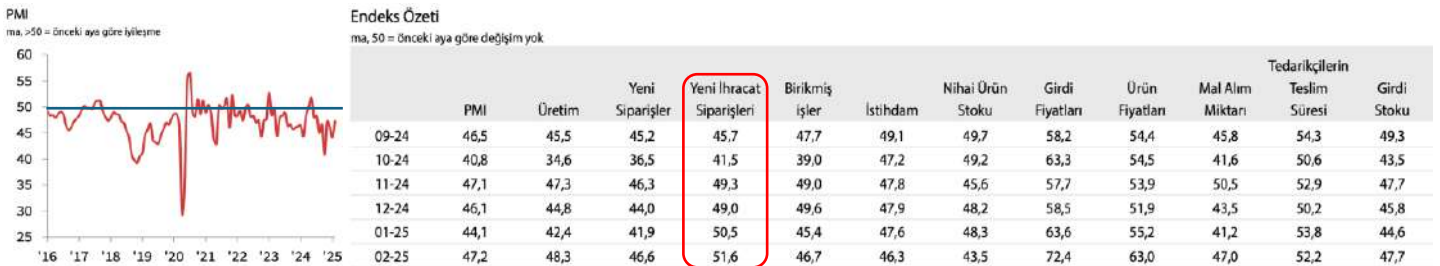 PMI
ma, >50 = önceki aya göre iyileşme
60
55
50
45
40
35
30
25
'16 '17 '18 '19 '20 '21 '22 '23 '24 '25
Endeks Özeti
ma, 50 = önceki aya göre değişim yok
PMI Üretim Yeni Siparişler Yeni İhracat Siparişleri Birikmiş işler İstihdam Nihai Ürün Stoku Girdi Fiyatları Ürün Fiyatları Mal Alım Miktarı Tedarikçilerin Teslim Süresi Girdi Stoku
09-24 46,5 45,5 45,2 45,7 47,7 49,1 49,7 58,2 54,4 45,8 54,3 49,3
10-24 40,8 34,6 36,5 41,5 39,0 47,2 49,2 63,3 54,5 41,6 50,6 43,5
11-24 47,1 47,3 46,3 49,3 49,0 47,8 45,6 57,7 53,9 50,5 52,9 47,7
12-24 46,1 44,8 44,0 49,0 49,6 47,9 48,2 58,5 51,9 43,5 50,2 45,8
01-25 44,1 42,4 41,9 50,5 45,4 47,6 48,3 63,6 55,2 41,2 53,8 44,6
02-25 47,2 48,3 46,6 51,6 46,7 46,3 43,5 72,4 63,0 47,0 52,2 47,7